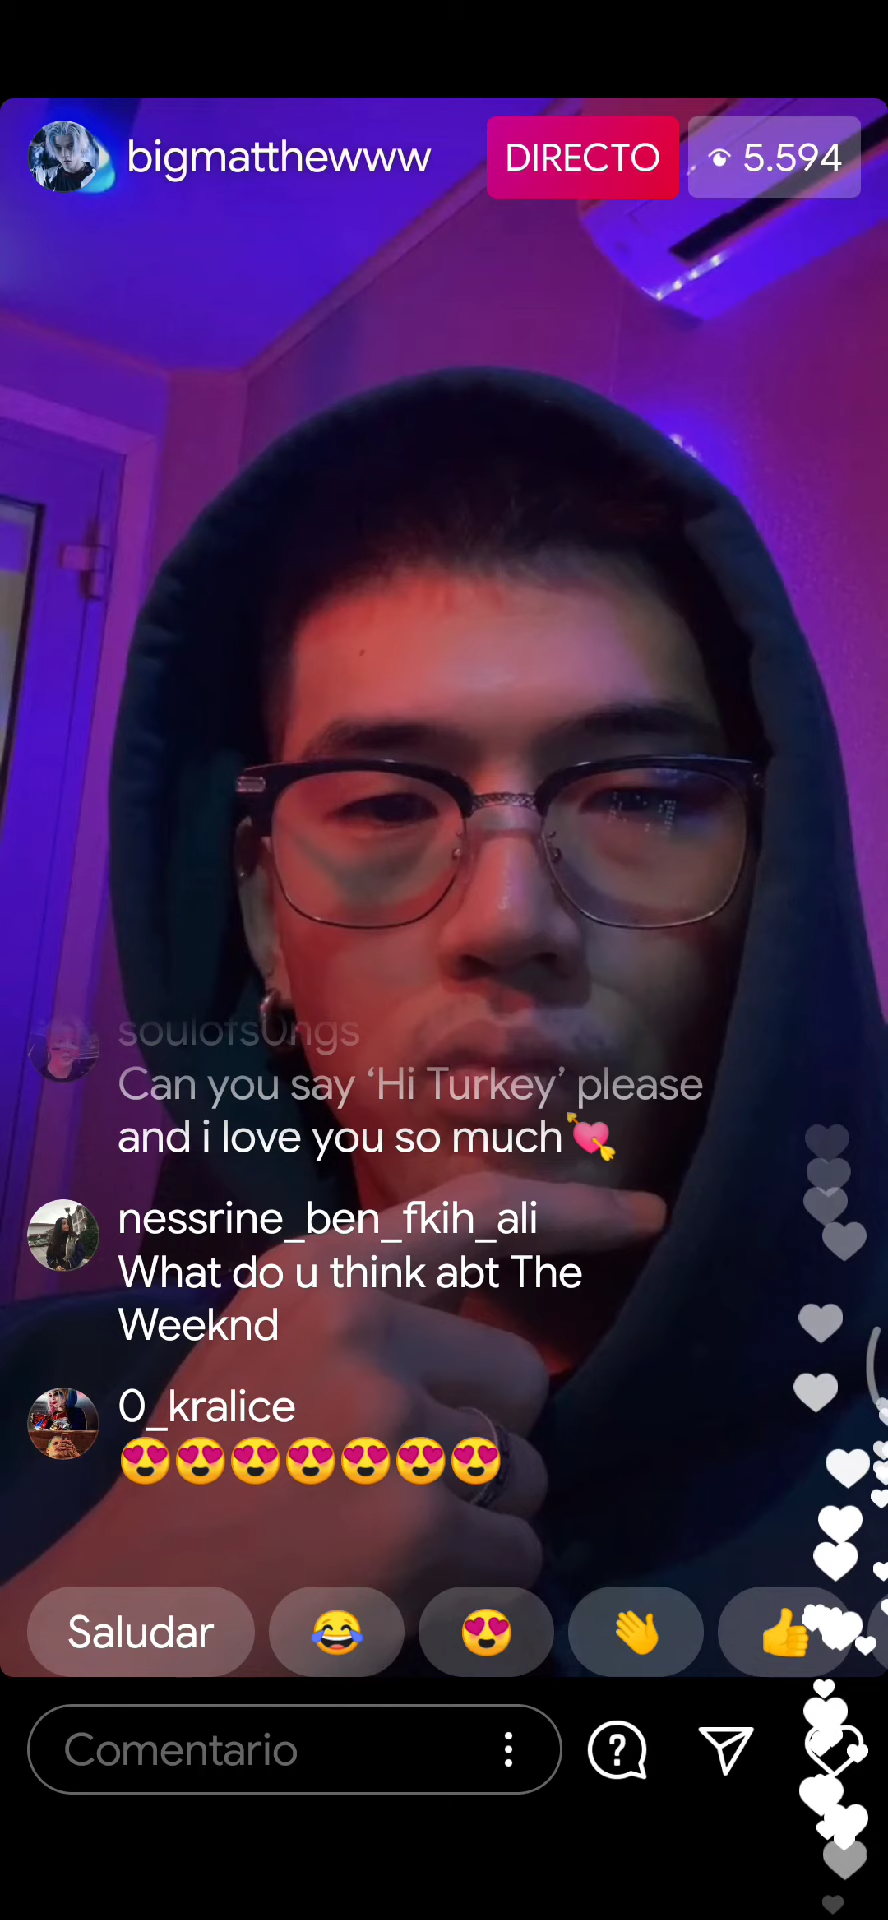 bigmatthewww
DIRECTO
5.594
soulofs0ngs
Can you say ‘Hi Turkey’ please
and i love you so much💘
nessrine_ben_fkih_ali
What do u think abt The
Weeknd
0_kralice
😍😍😍😍😍😍😍
Saludar
Comentario